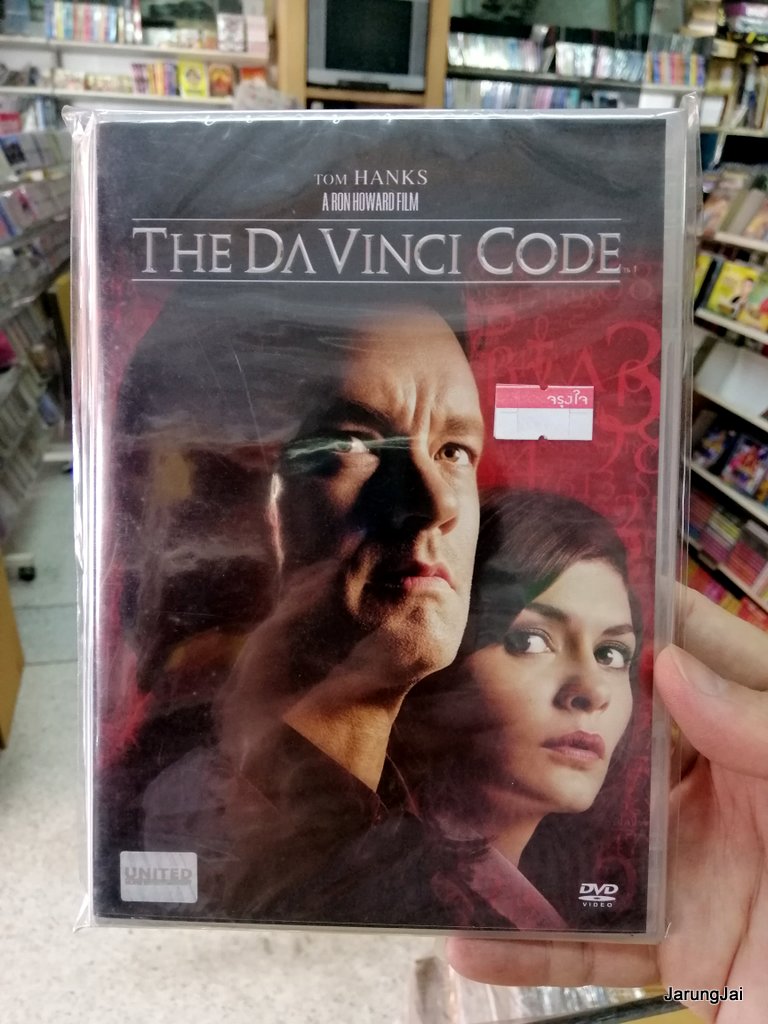 TOM HANKS
A RON HOWARD FILM
THE DA VINCI CODE
จรุงใจ
UNITED
DVD
VIDEO
JarungJai